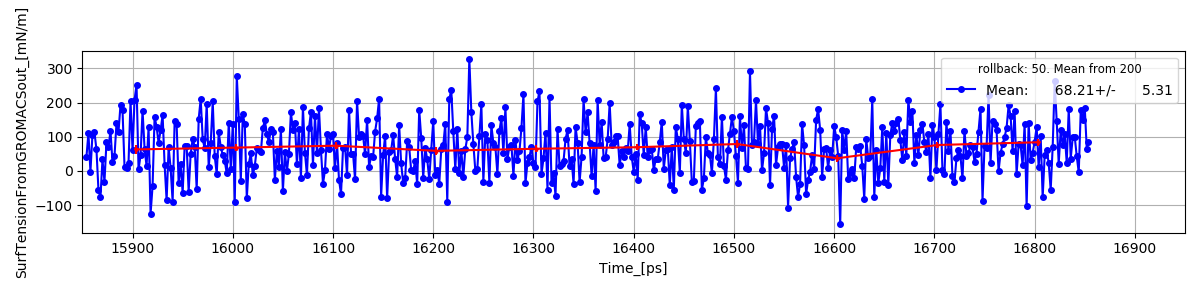 SurfTensionFromGROMACSout_[mN/m]
300
200
100
0
−100
rollback: 50. Mean from 200
Mean: 68.21+/- 5.31
15900 16000 16100 16200 16300 16400 16500 16600 16700 16800 16900
Time_[ps]